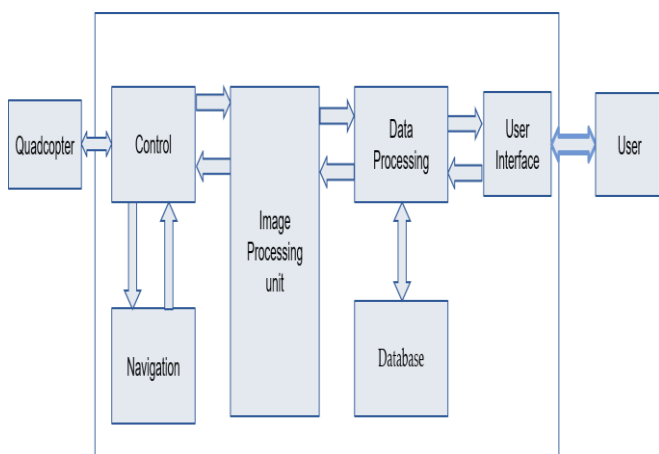 Quadcopter
Control
Image
Processing
unit
Data
Processing
User
Interface
User
Navigation
Database